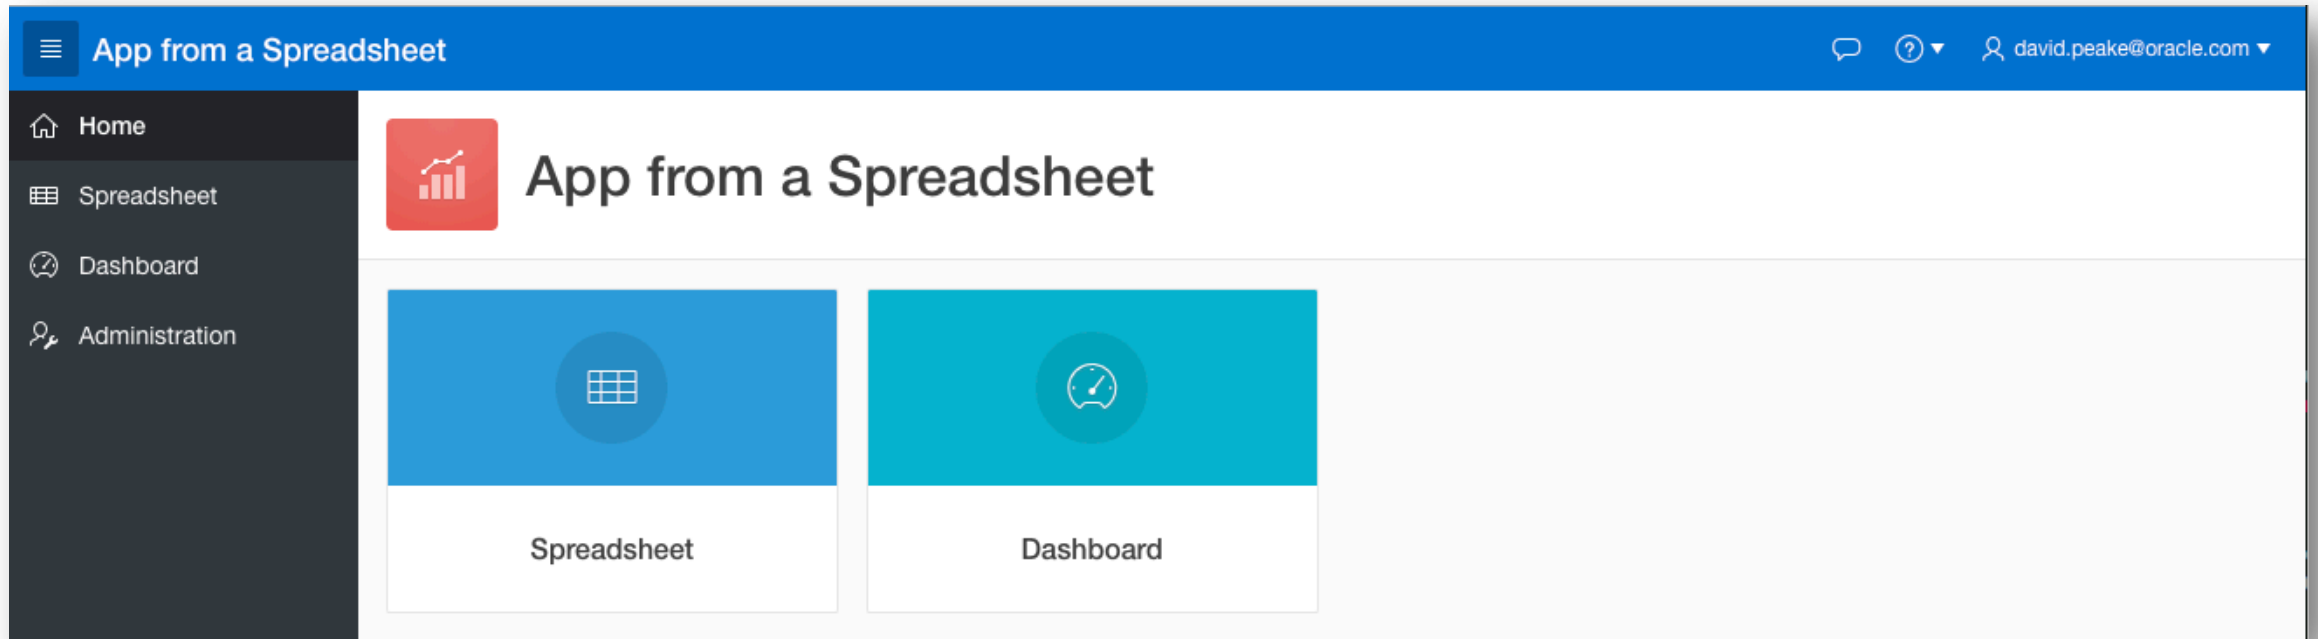 App from a Spreadsheet
david.peake@oracle.com
Home
Spreadsheet
Dashboard
Administration
App from a Spreadsheet
Spreadsheet
Dashboard